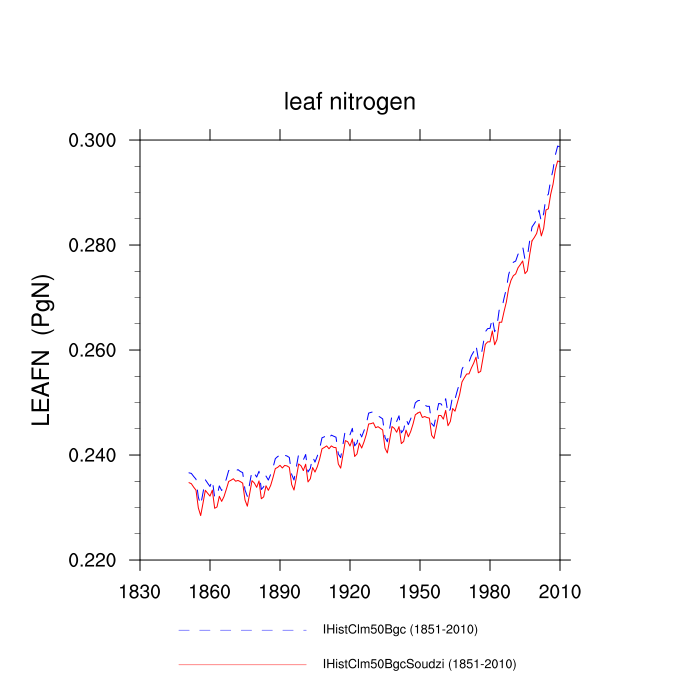 leaf nitrogen
LEAFN (PgN)
0.300
0.280
0.260
0.240
0.220
1830 1860 1890 1920 1950 1980 2010
IHistClm50Bgc (1851-2010)
IHistClm50BgcSoudzi (1851-2010)